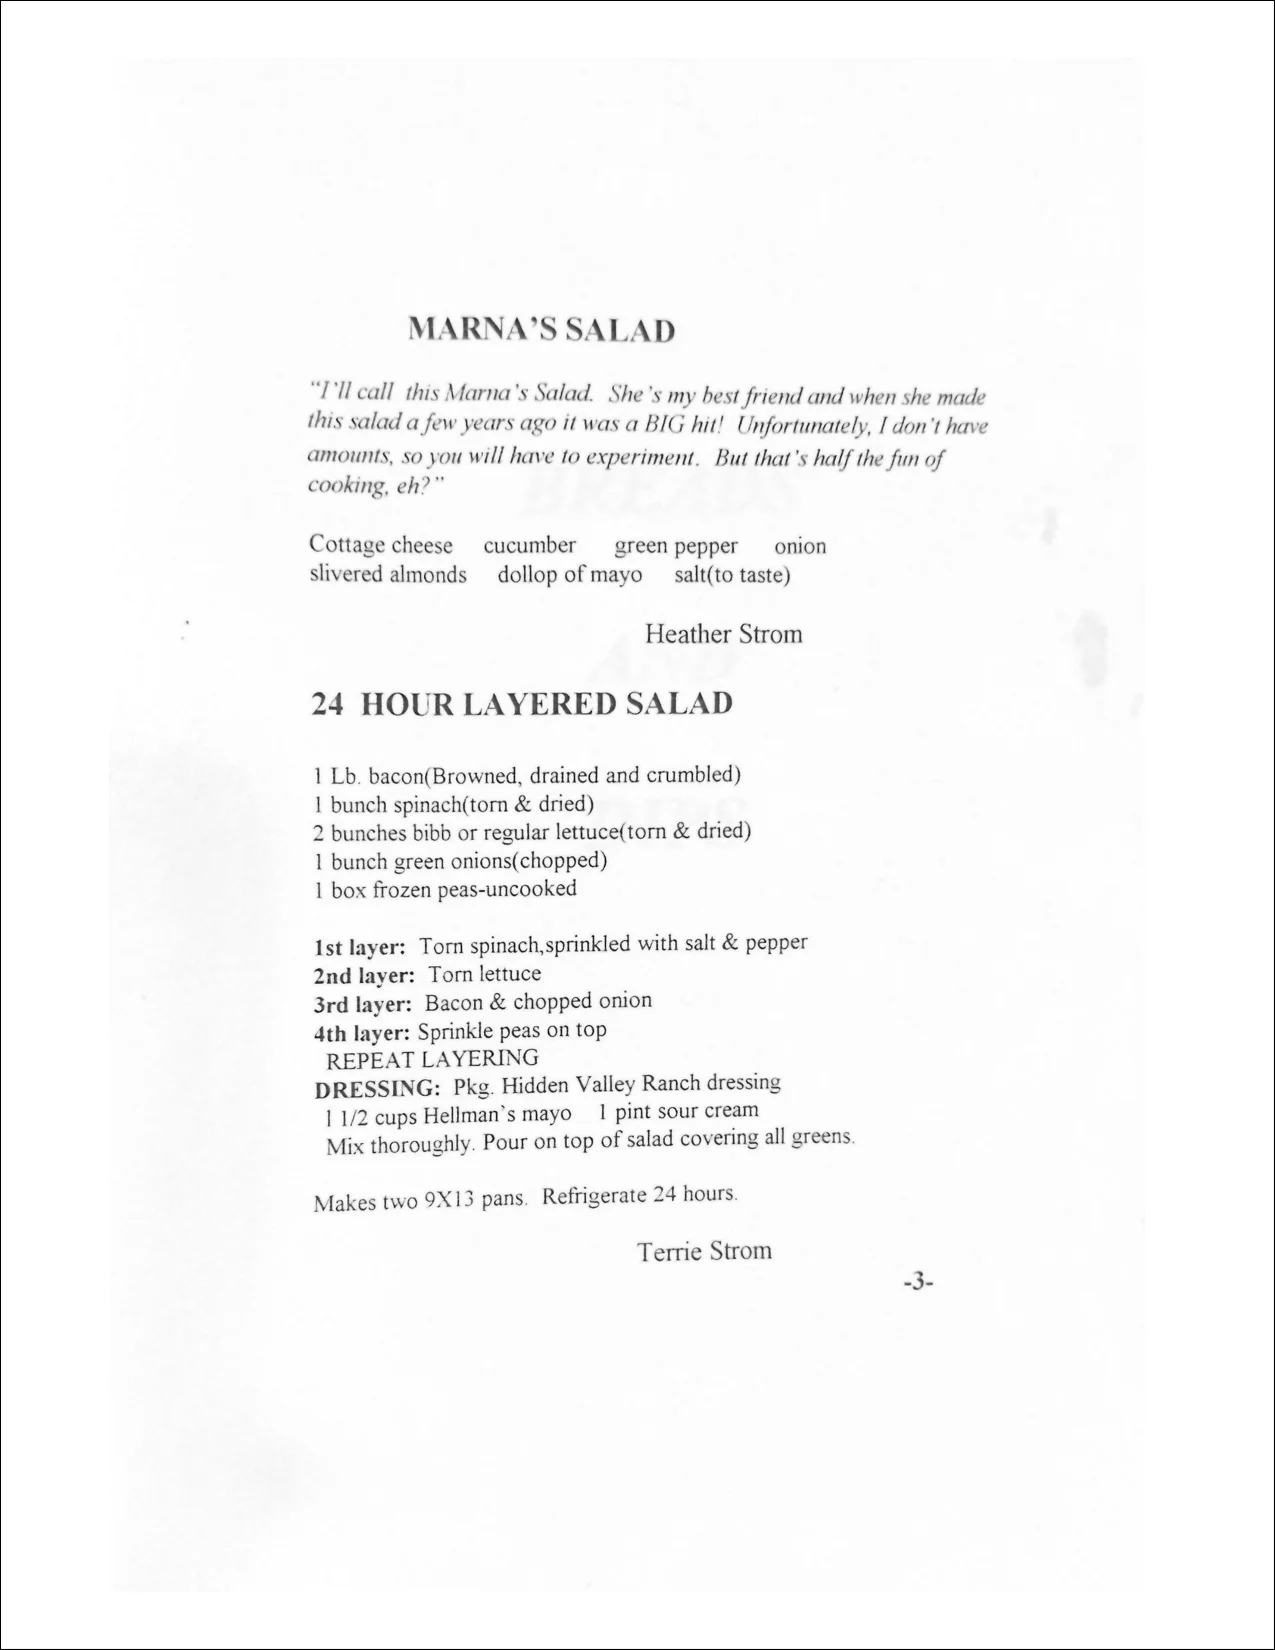 MARNA'S SALAD
"I'll call this Marna's Salad. She's my best friend and when she made
this salad a few years ago it was a BIG hit! Unfortunately, I don't have
amounts, so you will have to experiment. But that's half the fun of
cooking, eh?"
Cottage cheese cucumber green pepper onion
slivered almonds dollop of mayo salt(to taste)
Heather Strom
24 HOUR LAYERED SALAD
1 Lb. bacon(Browned, drained and crumbled)
1 bunch spinach(torn & dried)
2 bunches bibb or regular lettuce(torn & dried)
1 bunch green onions(chopped)
1 box frozen peas-uncooked
1st layer: Torn spinach,sprinkled with salt & pepper
2nd layer: Torn lettuce
3rd layer: Bacon & chopped onion
4th layer: Sprinkle peas on top
REPEAT LAYERING
DRESSING: Pkg. Hidden Valley Ranch dressing
1 1/2 cups Hellman's mayo 1 pint sour cream
Mix thoroughly. Pour on top of salad covering all greens.
Makes two 9X13 pans. Refrigerate 24 hours.
Terrie Strom
-3-